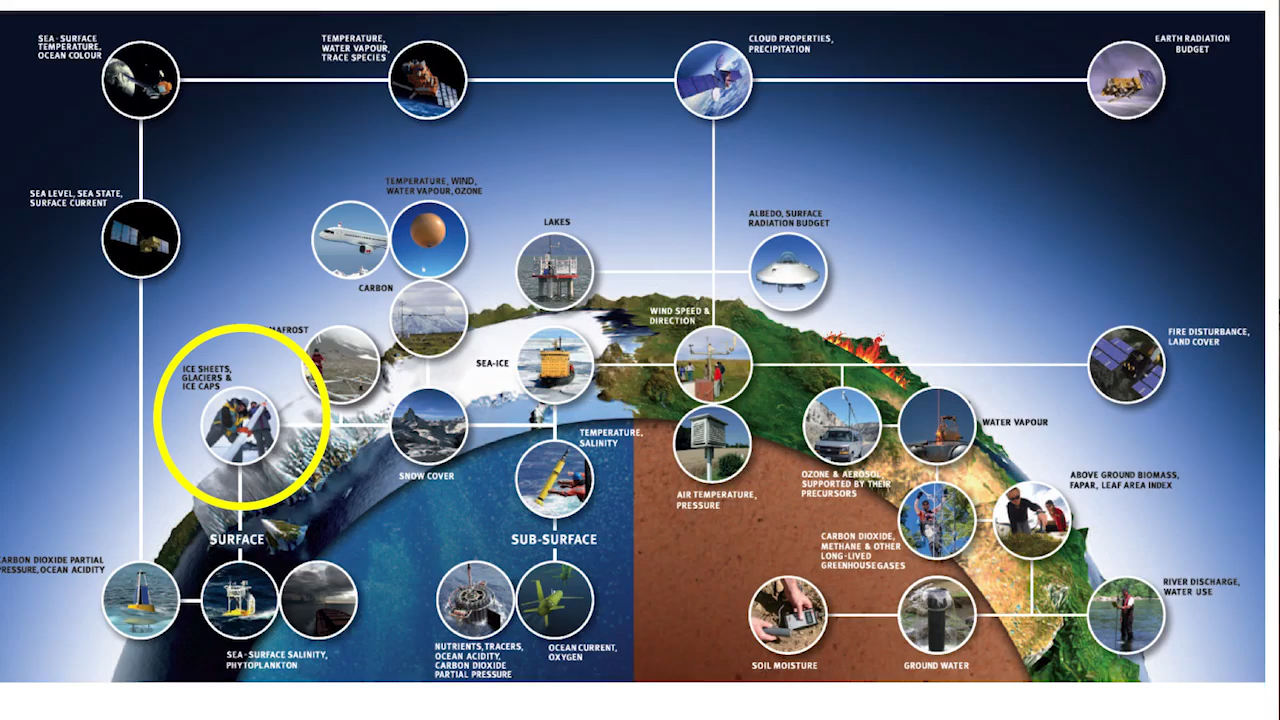 SEA-SURFACE
TEMPERATURE,
OCEAN COLOUR
TEMPERATURE,
WATER VAPOUR,
TRACE SPECIES
CLOUD PROPERTIES,
PRECIPITATION
EARTH RADIATION
BUDGET
SEA LEVEL, SEA STATE,
SURFACE CURRENT
TEMPERATURE, WIND,
WATER VAPOUR, OZONE
LAKES
ALBEDO, SURFACE
RADIATION BUDGET
CARBON
WIND SPEED &
DIRECTION
MAFROST
FIRE DISTURBANCE,
LAND COVER
ICE SHEETS,
GLACIERS &
ICE CAPS
SEA-ICE
WATER VAPOUR
TEMPERATURE,
SALINITY
SNOW COVER
AIR TEMPERATURE,
PRESSURE
OZONE & AEROSOL
SUPPORTED BY THEIR
PRECURSORS
ABOVE GROUND BIOMASS,
FAPAR, LEAF AREA INDEX
SURFACE
SUB-SURFACE
CARBON DIOXIDE,
METHANE & OTHER
LONG-LIVED
GREENHOUSE GASES
CARBON DIOXIDE PARTIAL
PRESSURE, OCEAN ACIDITY
RIVER DISCHARGE,
WATER USE
SEA-SURFACE SALINITY,
PHYTOPLANKTON
NUTRIENTS, TRACERS,
OCEAN ACIDITY,
CARBON DIOXIDE
PARTIAL PRESSURE
OCEAN CURRENT,
OXYGEN
SOIL MOISTURE
GROUND WATER